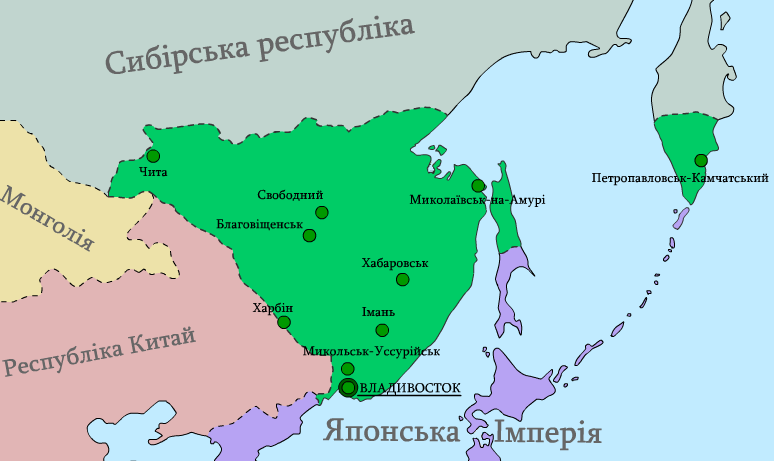 Сибірська республіка
Чита
Петропавловськ-Камчатський
Монголія
Свободний
Миколаївськ-на-Амурі
Благовіщенськ
Хабаровськ
Харбін
Імань
Республіка Китай
Микольськ-Уссурійськ
ВЛАДИВОСТОК
Японська Імперія